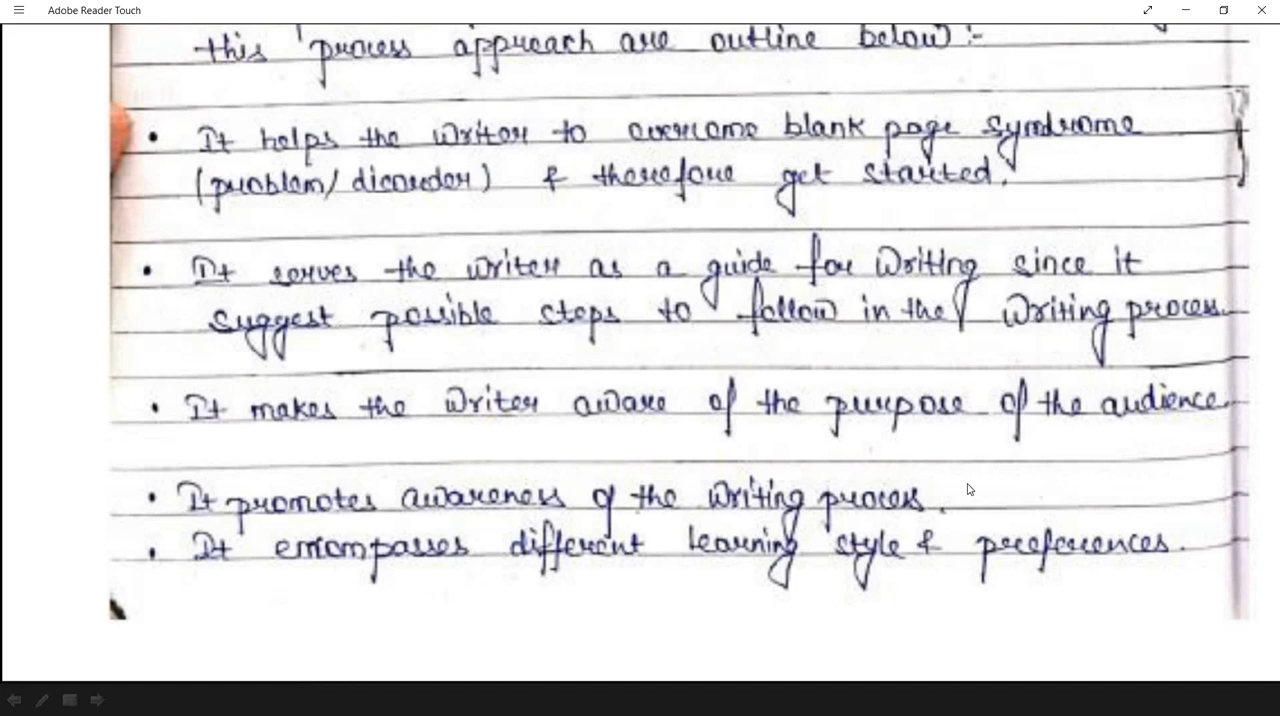 Adobe Reader Touch
this process approach are outline below:-
• It helps the writer to overcome blank page syndrome
(problem/dicorder) & therefore get started.
• It serves the writer as a guide for writing since it
suggest possible steps to follow in the writing process.
• It makes the writer aware of the purpose of the audience.
• It promotes awareness of the writing process.
• It emcompasses different learning style & preferences.